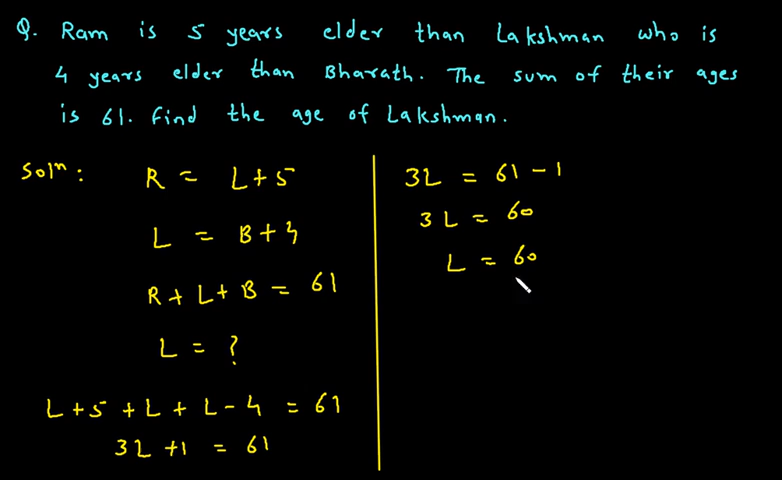 Q. Ram is 5 years elder than Lakshman who is
4 years elder than Bharath. The sum of their ages
is 61. Find the age of Lakshman.
Solⁿ :
R = L+5
L = B+4
R+L+B = 61
L = ?
L+5 +L + L-4 = 61
3L +1 = 61
3L = 61 - 1
3L = 60
L = 60